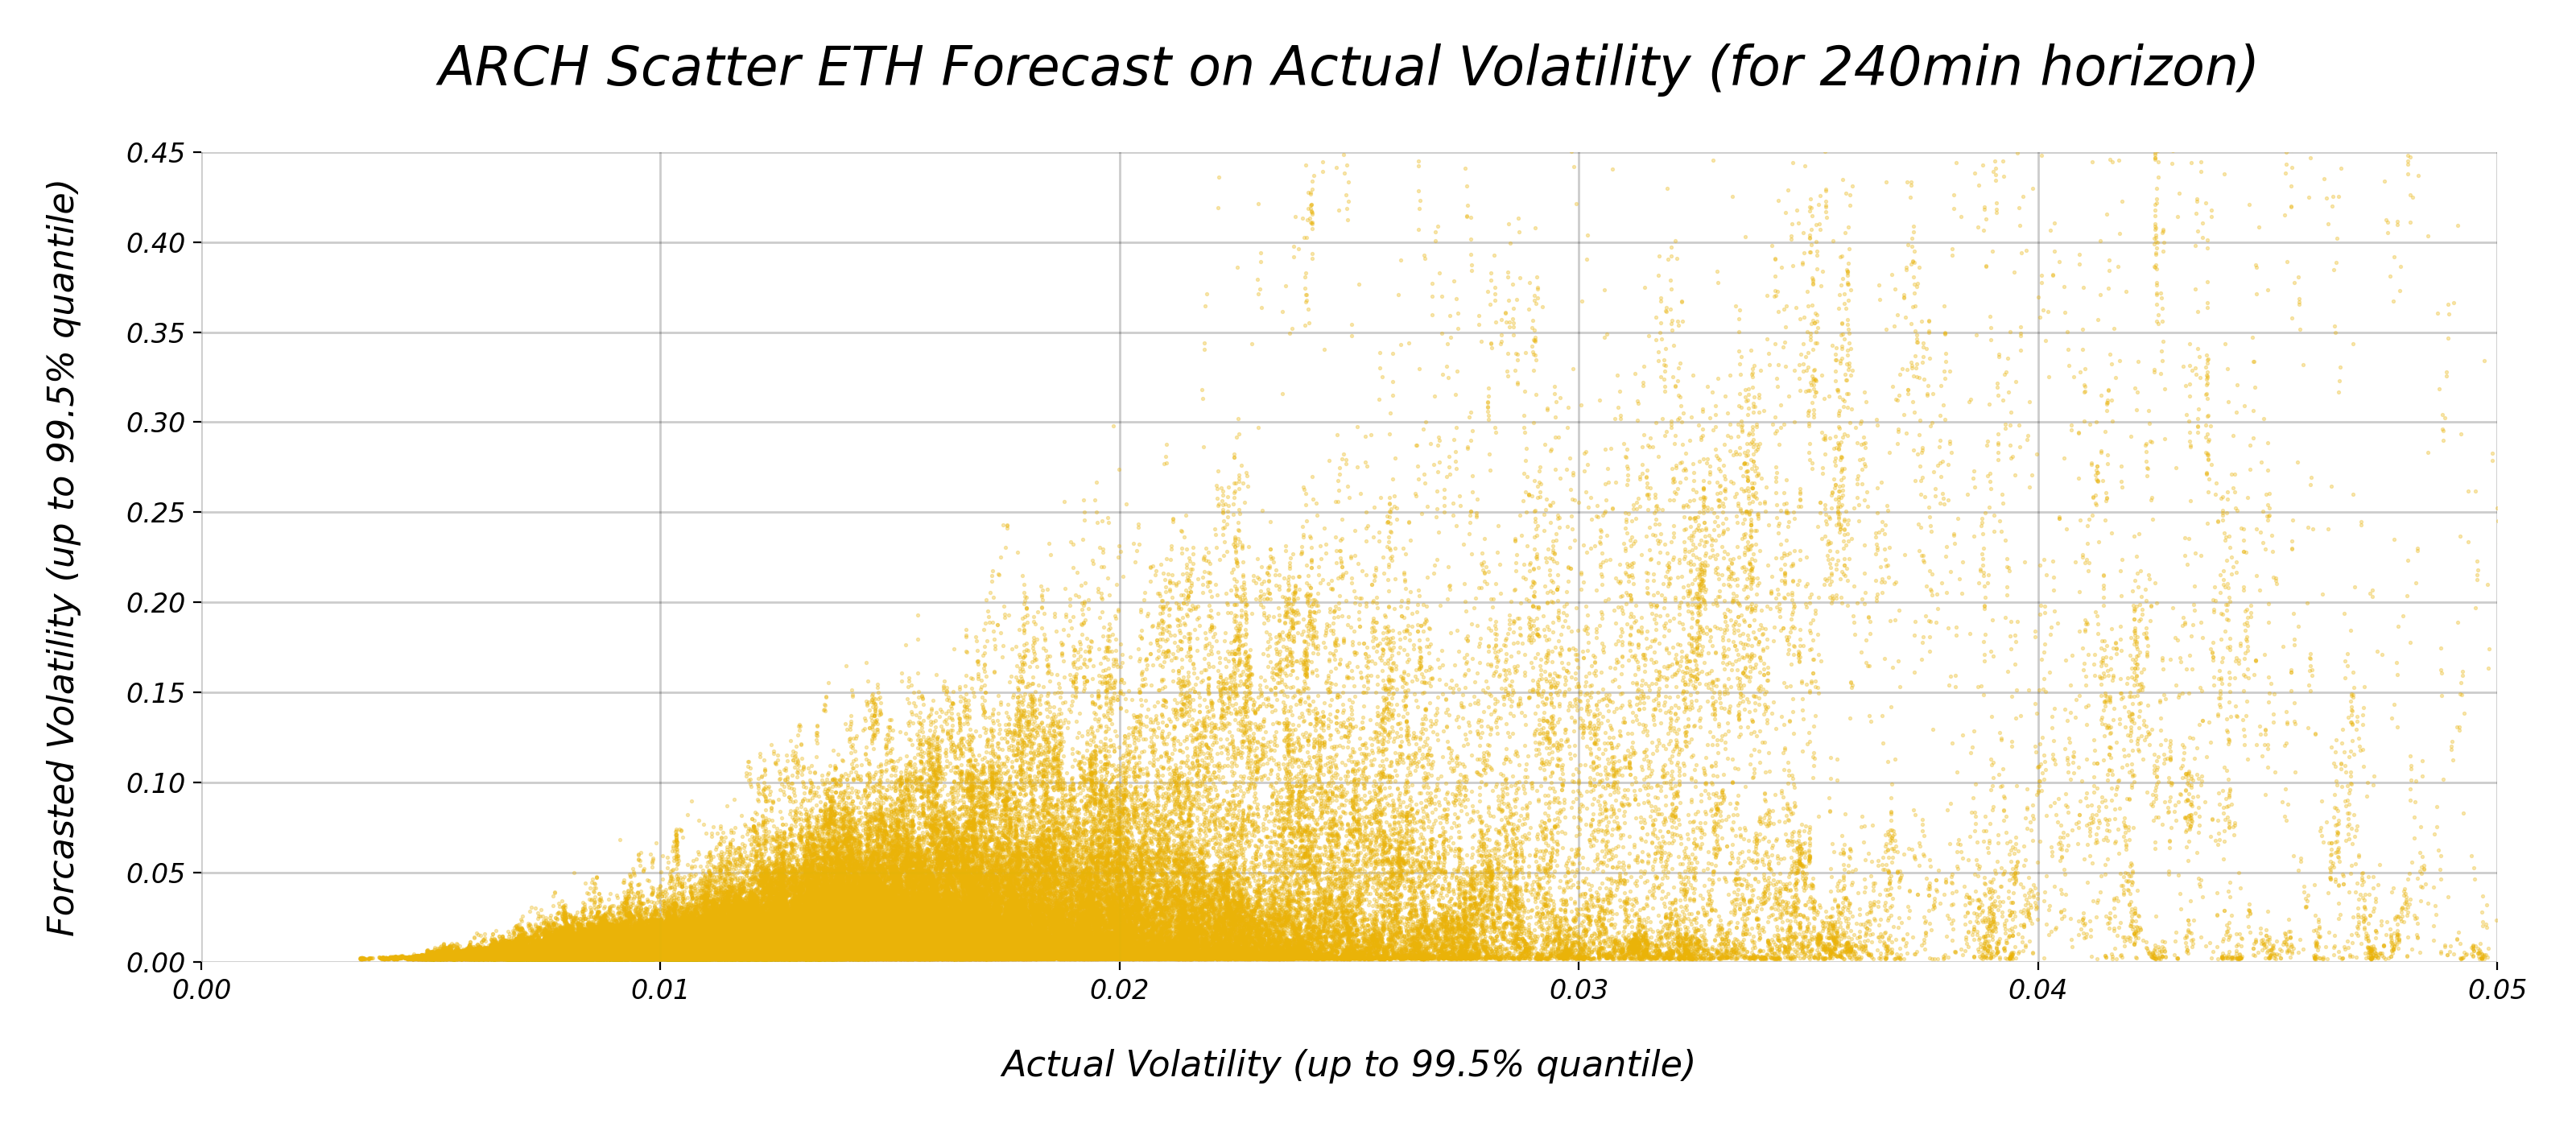 ARCH Scatter ETH Forecast on Actual Volatility (for 240min horizon)
Forcasted Volatility (up to 99.5% quantile)
0.45
0.40
0.35
0.30
0.25
0.20
0.15
0.10
0.05
0.00
0.00 0.01 0.02 0.03 0.04 0.05
Actual Volatility (up to 99.5% quantile)